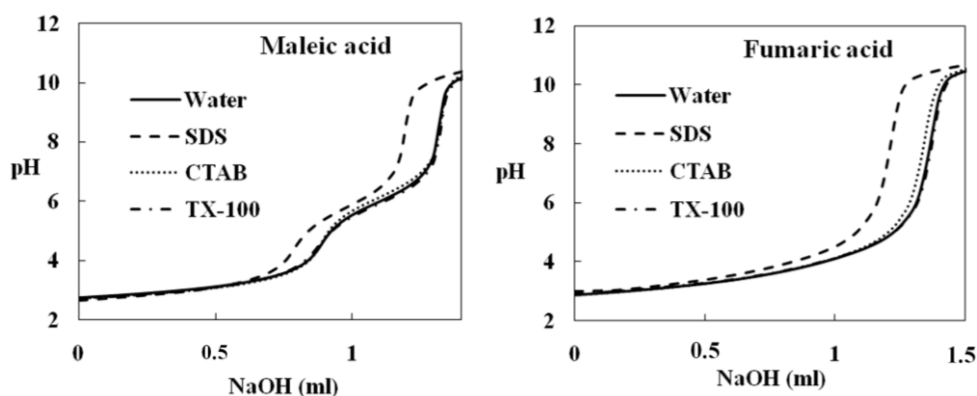 Maleic acid
12
10
8
6
4
2
pH
Water
SDS
CTAB
TX-100
0
0.5
1
NaOH (ml)
Fumaric acid
12
10
8
6
4
2
pH
Water
SDS
CTAB
TX-100
0
0.5
1
1.5
NaOH (ml)